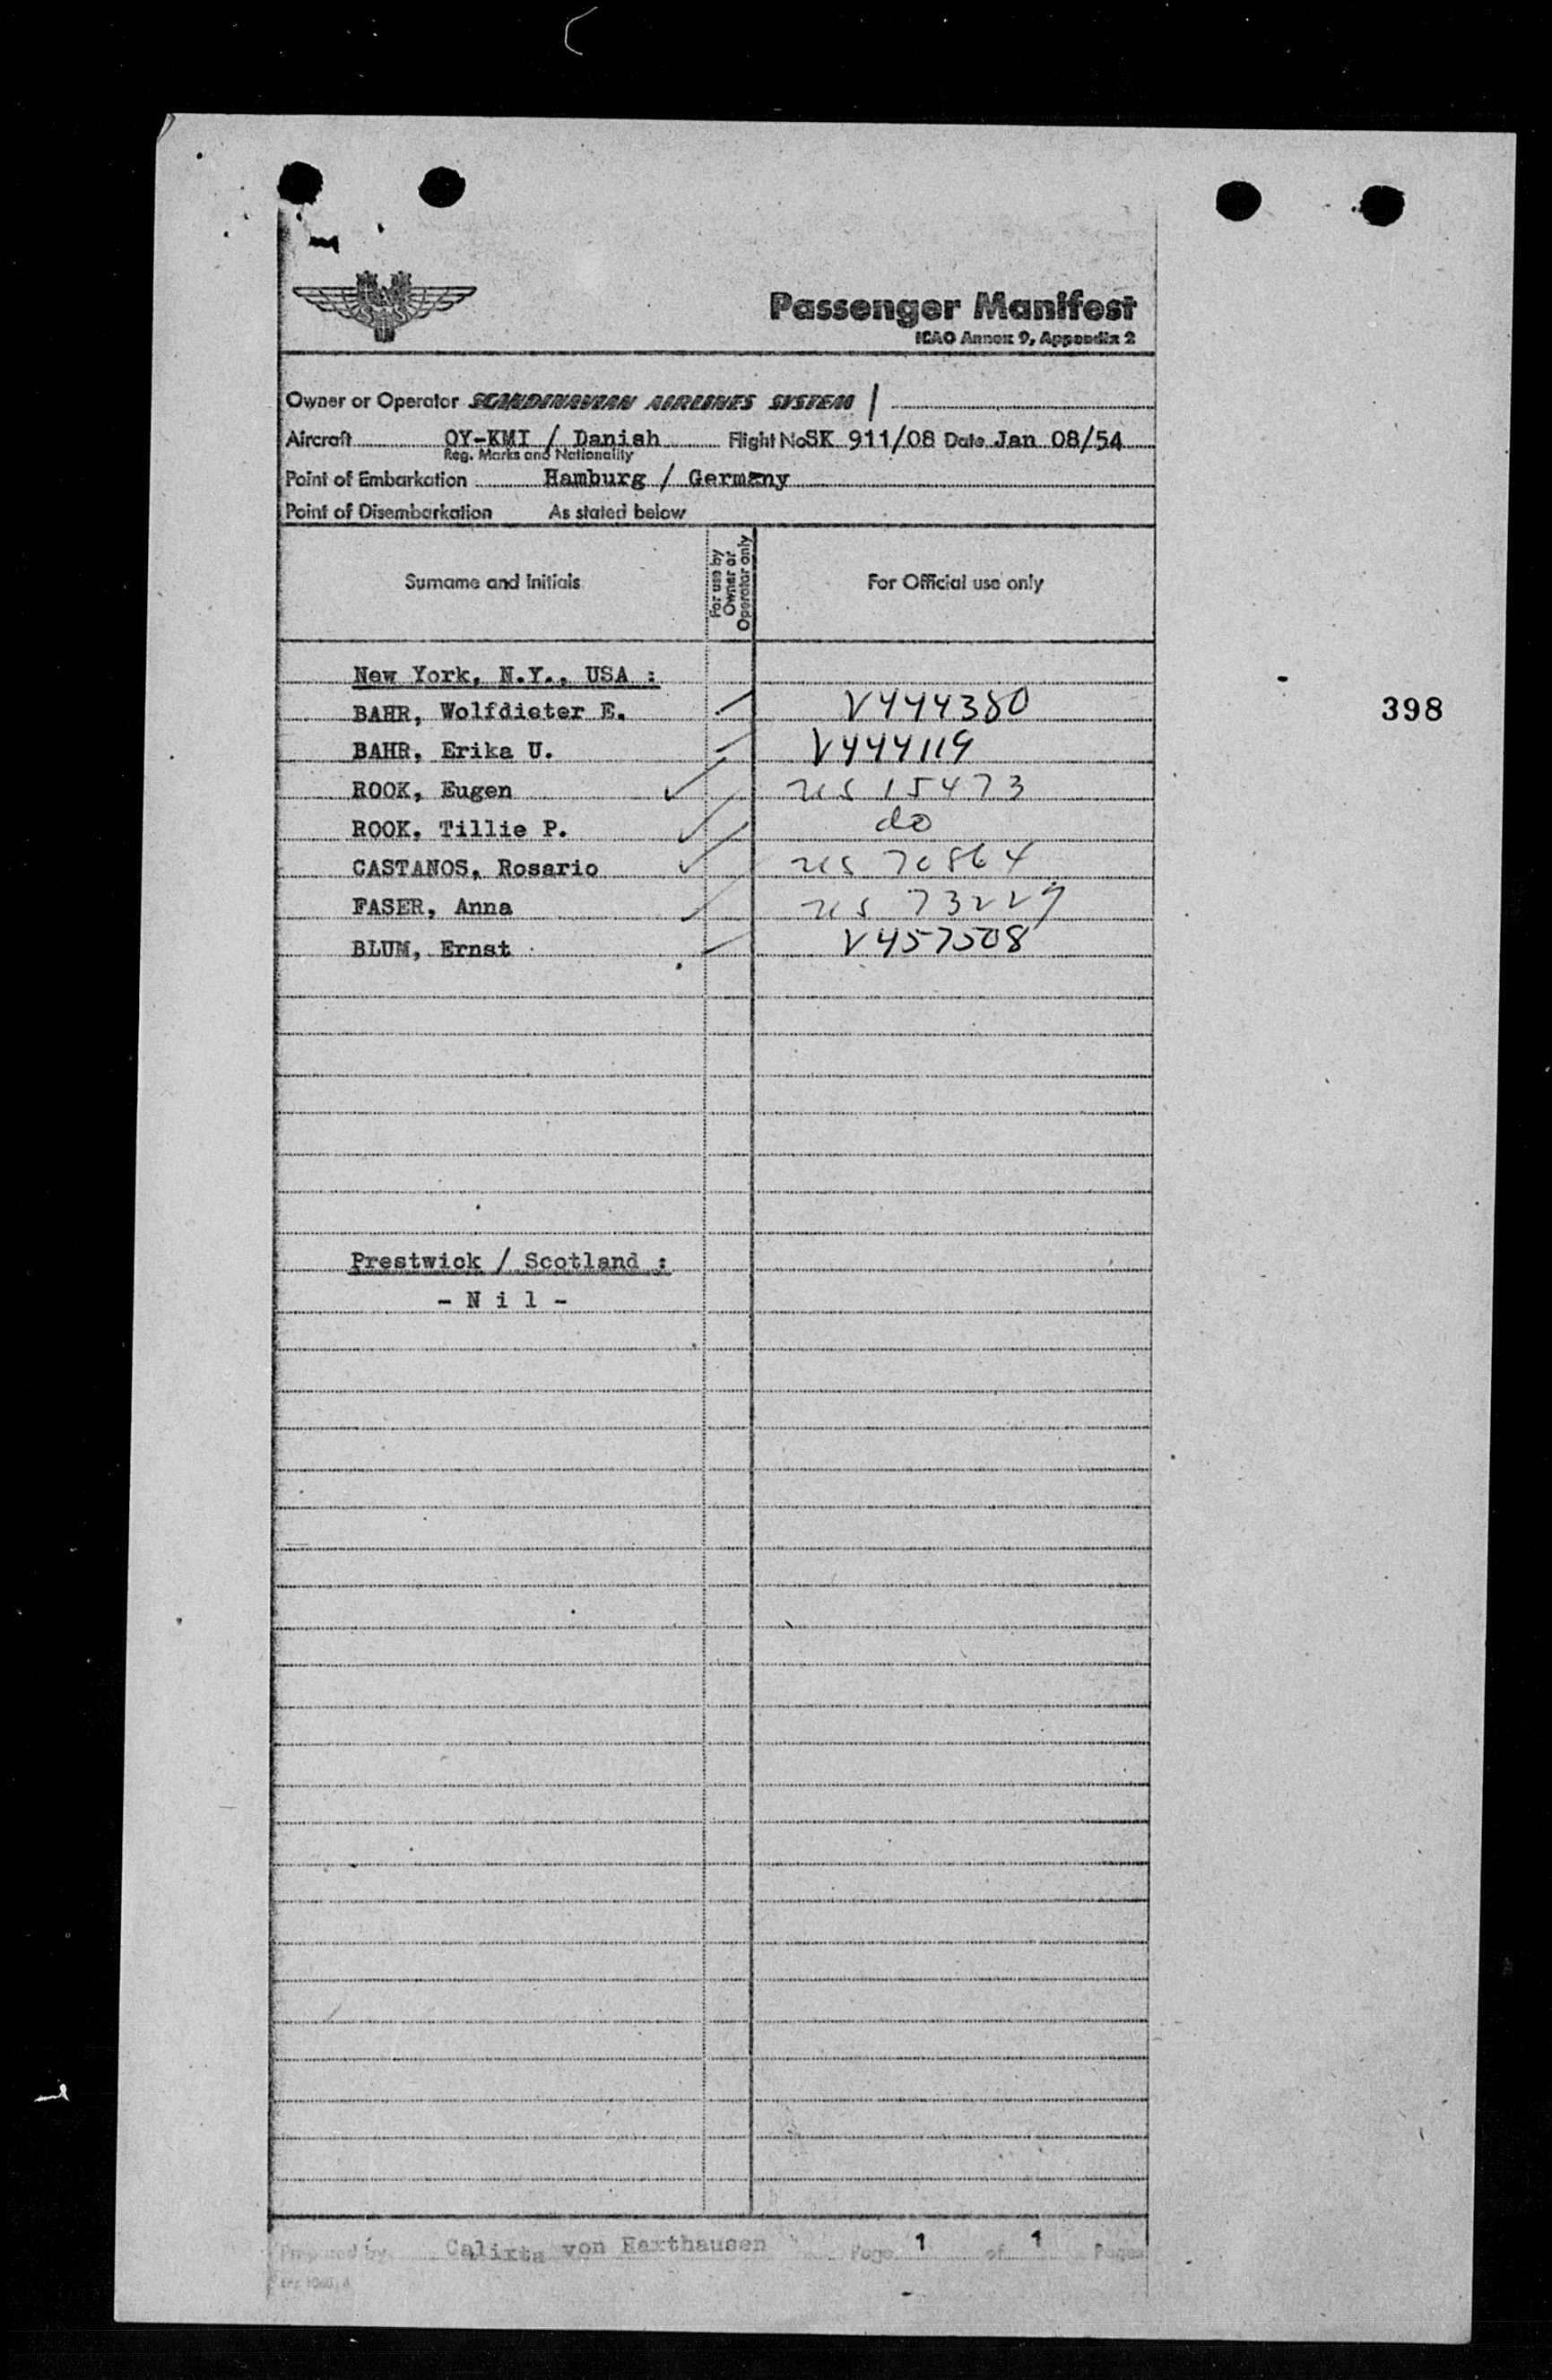 SAS
Passenger Manifest
ICAO Annex 9, Appendix 2
Owner or Operator SCANDINAVIAN AIRLINES SYSTEM /
Aircraft OY-KMI / Danish Flight No SK 911/08 Date Jan 08/54
Reg. Marks and Nationality
Point of Embarkation Hamburg / Germany
Point of Disembarkation As stated below
Surname and Initials For use by Owner or Operator only For Official use only
New York, N.Y., USA :
BAHR, Wolfdieter E. V444380
398
BAHR, Erika U. V444119
ROOK, Eugen 15473
ROOK, Tillie P. do
CASTANOS, Rosario 70864
FASER, Anna
BLUM, Ernst V457508
Prestwick / Scotland :
- N i l -
Prepared by Calixta von Haxthausen Page 1 of 1 Pages